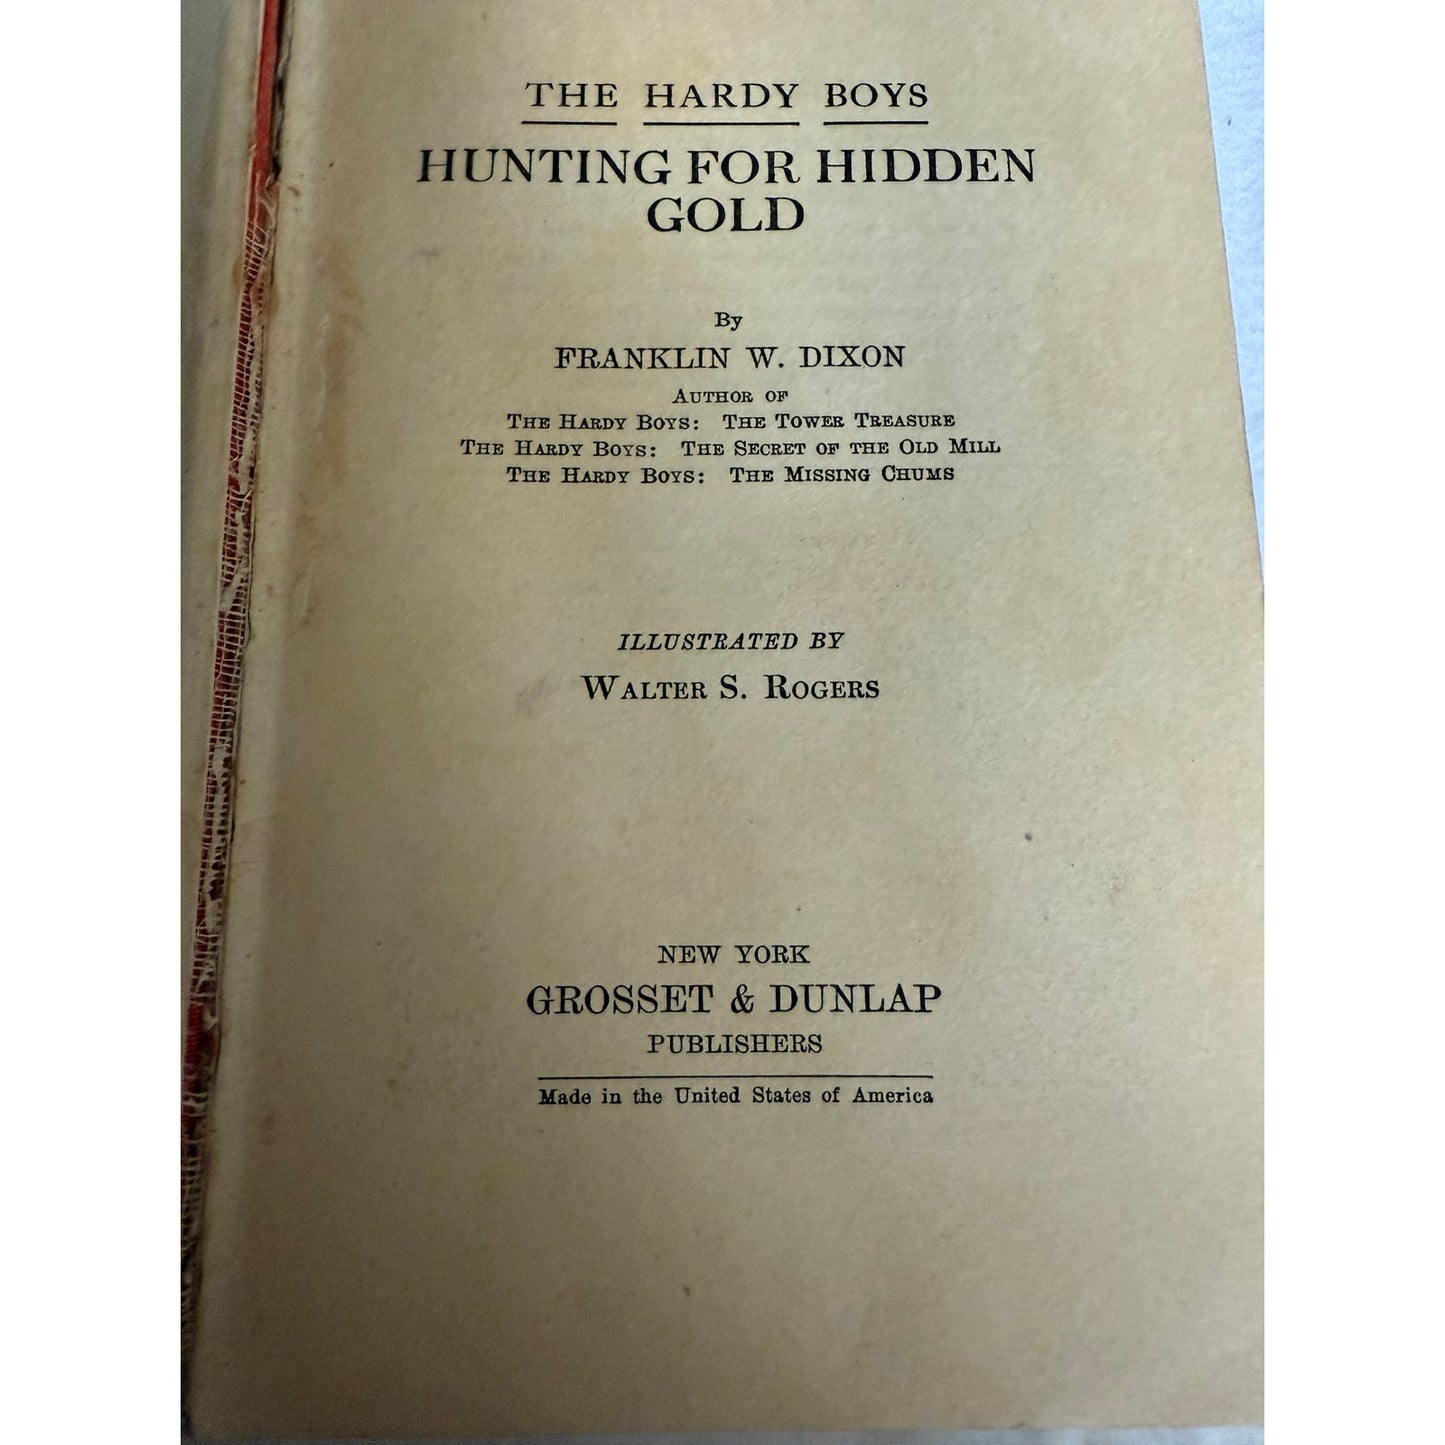 THE HARDY BOYS
HUNTING FOR HIDDEN
GOLD
By
FRANKLIN W. DIXON
AUTHOR OF
THE HARDY BOYS: THE TOWER TREASURE
THE HARDY BOYS: THE SECRET OF THE OLD MILL
THE HARDY BOYS: THE MISSING CHUMS
ILLUSTRATED BY
WALTER S. ROGERS
NEW YORK
GROSSET & DUNLAP
PUBLISHERS
Made in the United States of America